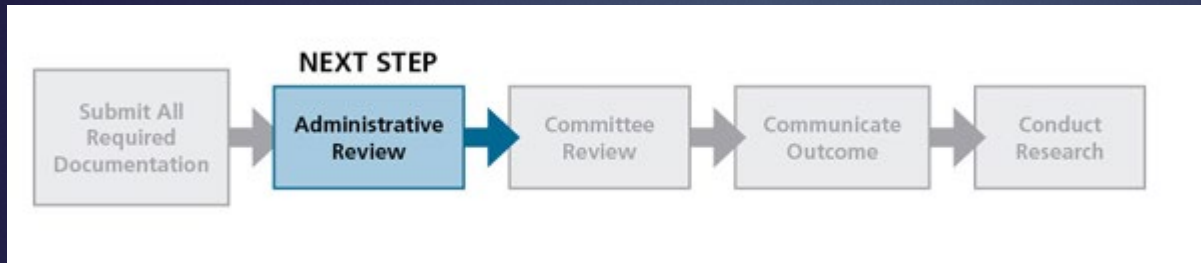 NEXT STEP
Submit All
Required
Documentation
Administrative
Review
Committee
Review
Communicate
Outcome
Conduct
Research